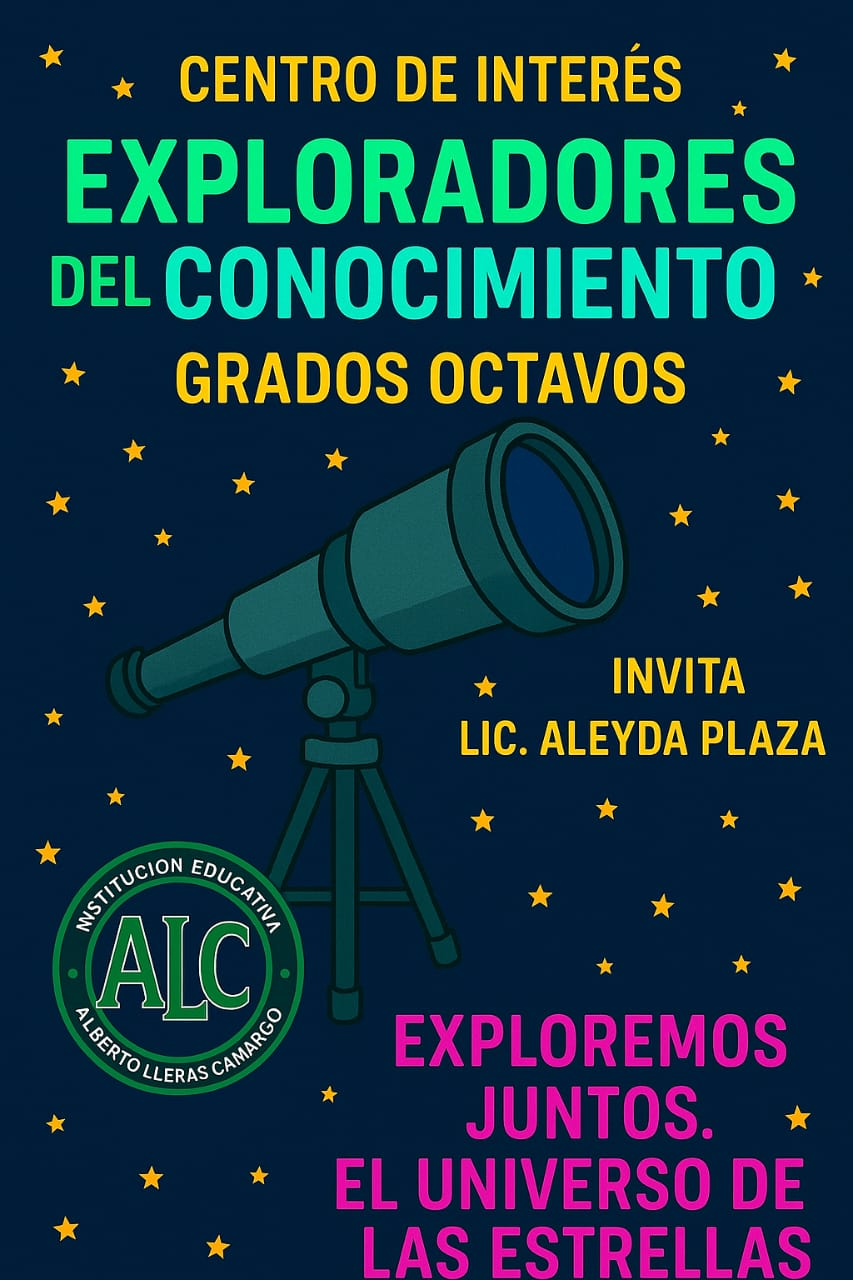 CENTRO DE INTERÉS
EXPLORADORES
DEL CONOCIMIENTO
GRADOS OCTAVOS
INVITA
LIC. ALEYDA PLAZA
INSTITUCION EDUCATIVA
ALC
ALBERTO LLERAS CAMARGO
EXPLOREMOS
JUNTOS.
EL UNIVERSO DE
LAS ESTRELLAS